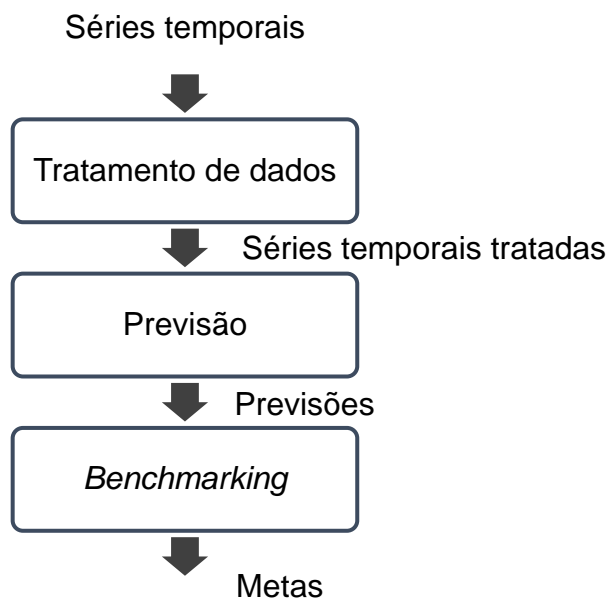 Séries temporais
Tratamento de dados
Séries temporais tratadas
Previsão
Previsões
Benchmarking
Metas